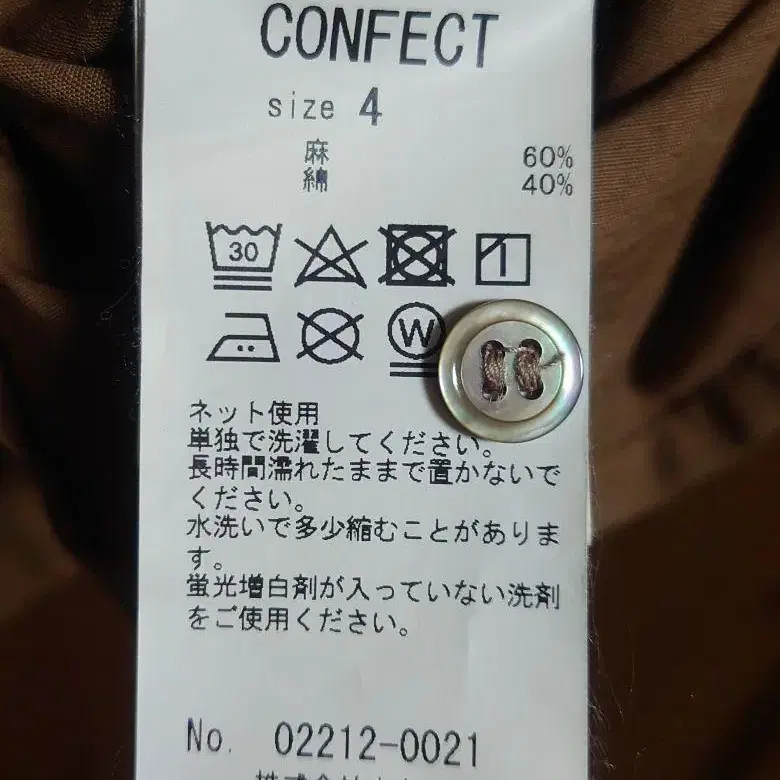 CONFECT
size 4
麻 60%
綿 40%
30
W
ネット使用
単独で洗濯してください。
長時間濡れたままで置かないで
ください。
水洗いで多少縮むことがありま
す。
蛍光増白剤が入っていない洗剤
をご使用ください。
No. 02212-0021